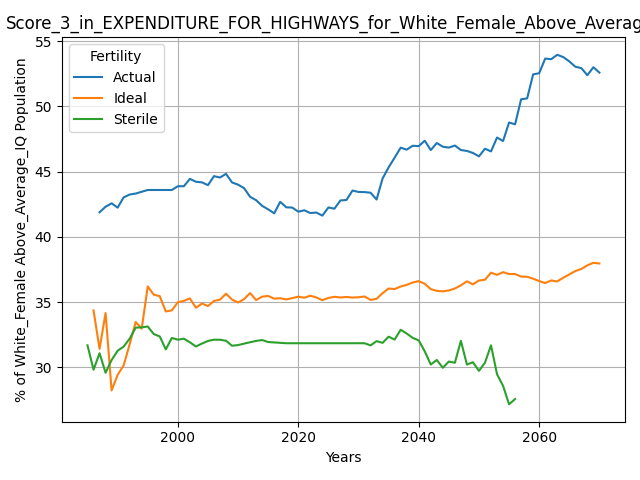 Score_3_in_EXPENDITURE_FOR_HIGHWAYS_for_White_Female_Above_Averag
% of White_Female Above_Average_IQ Population
55
50
45
40
35
30
Fertility
Actual
Ideal
Sterile
2000 2020 2040 2060
Years